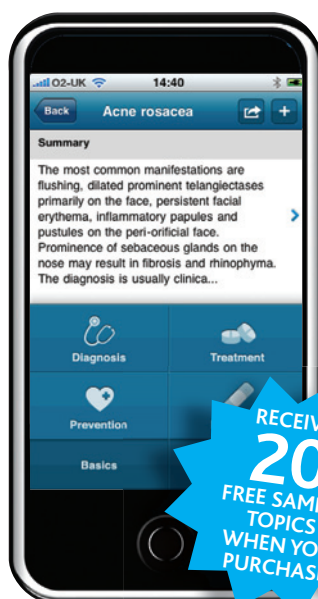 O2-UK 14:40
Back Acne rosacea
Summary
The most common manifestations are
flushing, dilated prominent telangiectases
primarily on the face, persistent facial
erythema, inflammatory papules and
pustules on the peri-orificial face.
Prominence of sebaceous glands on the
nose may result in fibrosis and rhinophyma.
The diagnosis is usually clinica...
Diagnosis Treatment
Prevention
Basics
20
FREE
TOPICS
WHEN